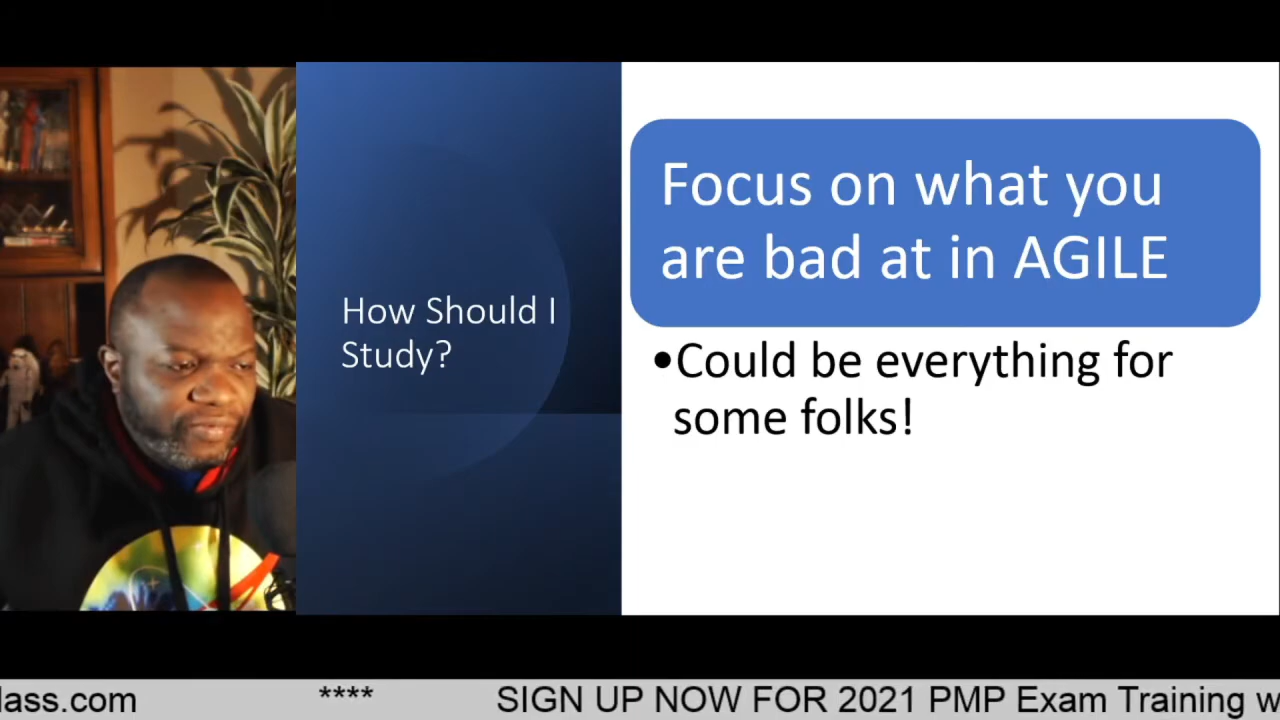 How Should I
Study?
Focus on what you
are bad at in AGILE
•Could be everything for
some folks!
lass.com **** SIGN UP NOW FOR 2021 PMP Exam Training w